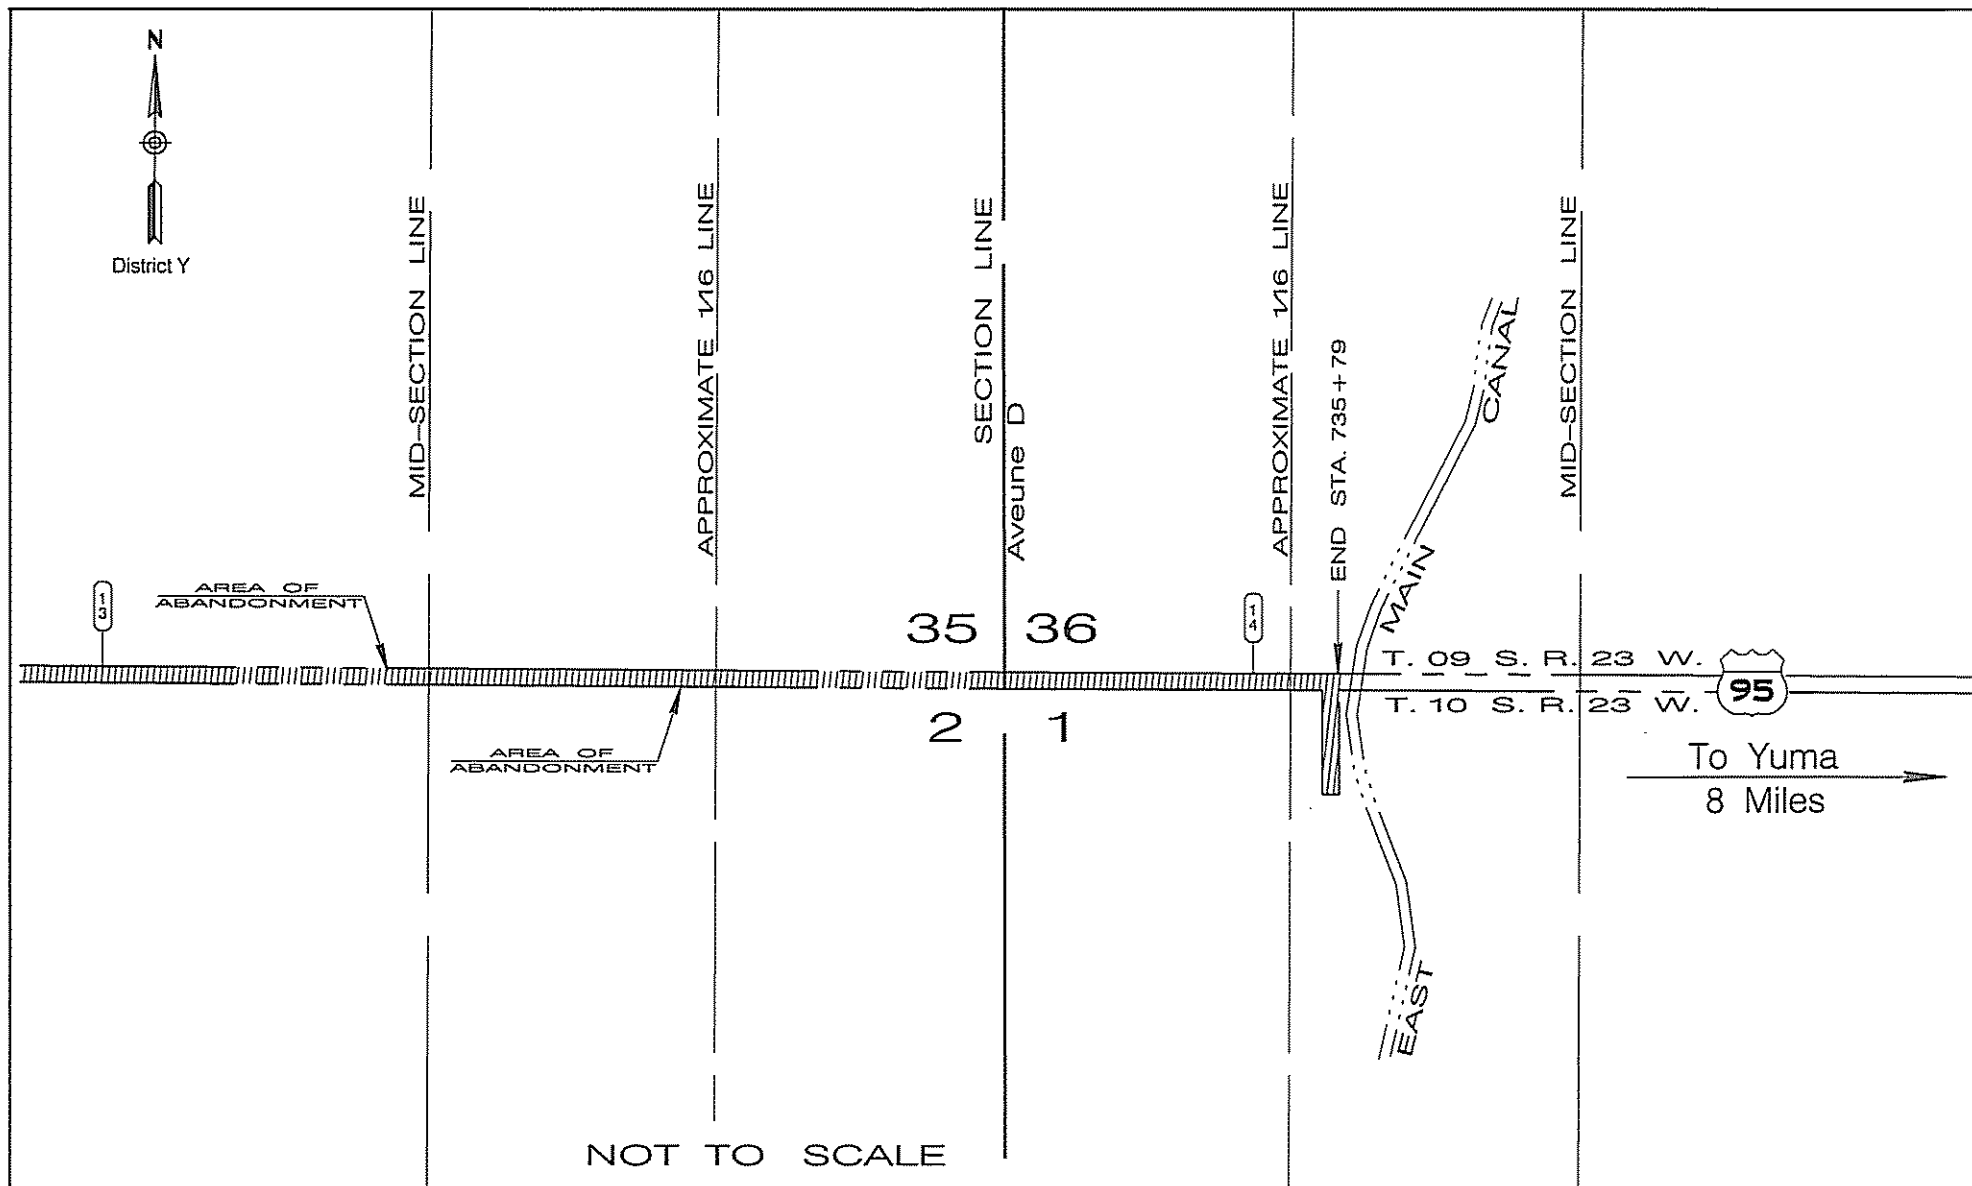 N
District Y
MID-SECTION LINE
APPROXIMATE 1/16 LINE
SECTION LINE
Aveune D
APPROXIMATE 1/16 LINE
END STA. 735+79
CANAL
MAIN
EAST
MID-SECTION LINE
13
AREA OF
ABANDONMENT
35 36
14
T. 09 S. R. 23 W.
95
T. 10 S. R. 23 W.
2 1
AREA OF
ABANDONMENT
To Yuma
8 Miles
NOT TO SCALE